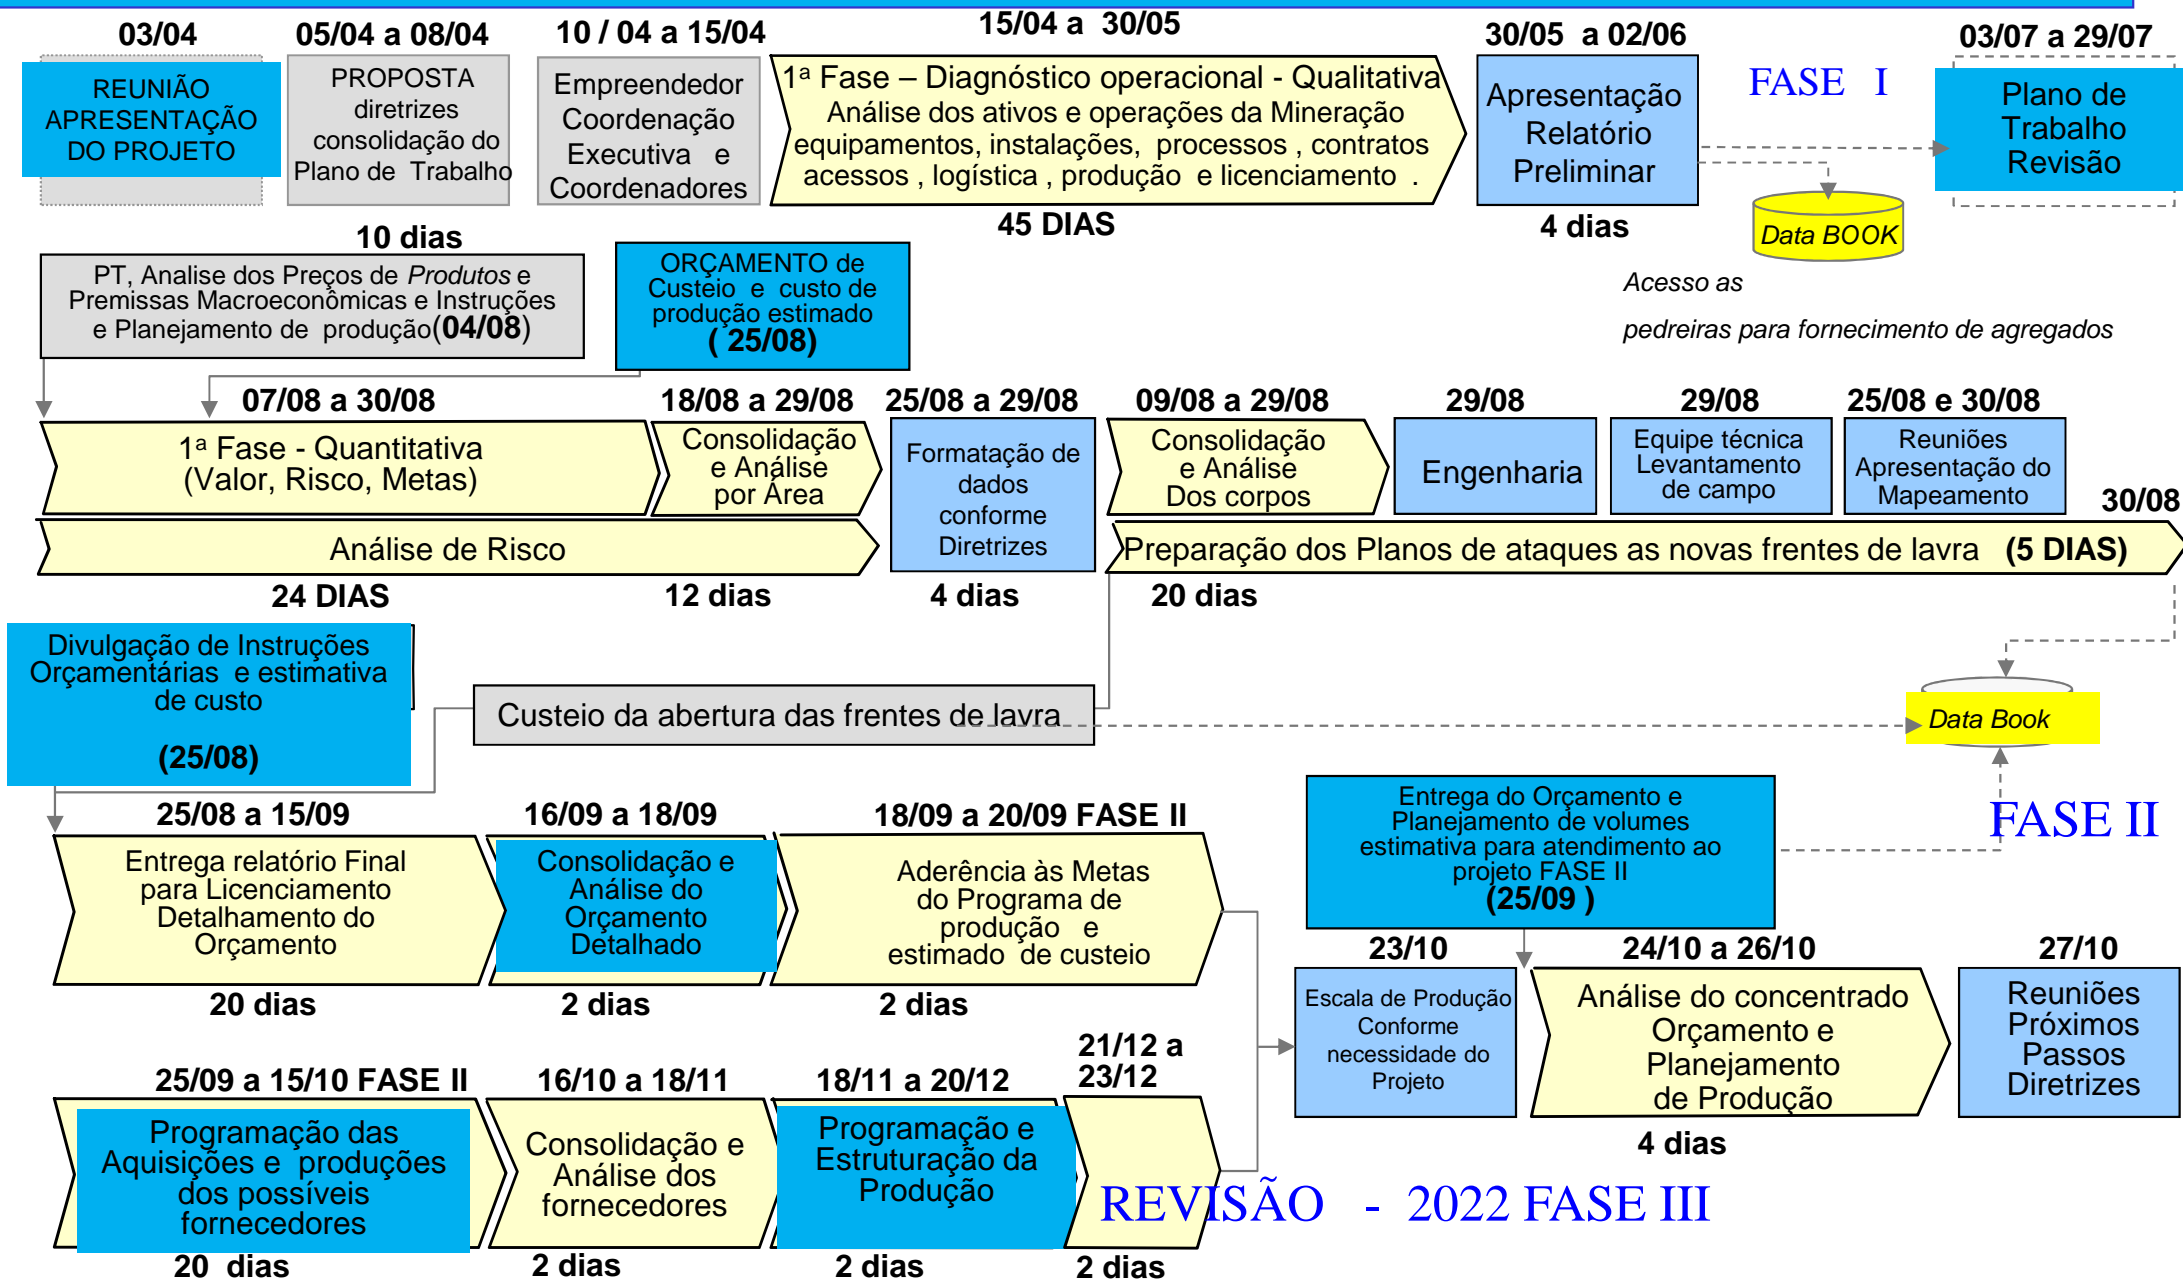 03/04
REUNIÃO
APRESENTAÇÃO
DO PROJETO
05/04 a 08/04
PROPOSTA
diretrizes
consolidação do
Plano de Trabalho
10 / 04 a 15/04
Empreendedor
Coordenação
Executiva e
Coordenadores
15/04 a 30/05
1ª Fase – Diagnóstico operacional - Qualitativa
Análise dos ativos e operações da Mineração
equipamentos, instalações, processos , contratos
acessos , logística , produção e licenciamento .
45 DIAS
30/05 a 02/06
Apresentação
Relatório
Preliminar
4 dias
FASE I
03/07 a 29/07
Plano de
Trabalho
Revisão
Data BOOK
Acesso as
pedreiras para fornecimento de agregados
10 dias
PT, Analise dos Preços de Produtos e
Premissas Macroeconômicas e Instruções
e Planejamento de produção(04/08)
ORÇAMENTO de
Custeio e custo de
produção estimado
( 25/08)
07/08 a 30/08
1ª Fase - Quantitativa
(Valor, Risco, Metas)
18/08 a 29/08
Consolidação
e Análise
por Área
Análise de Risco
24 DIAS
12 dias
25/08 a 29/08
Formatação de
dados
conforme
Diretrizes
4 dias
09/08 a 29/08
Consolidação
e Análise
Dos corpos
29/08
Engenharia
29/08
Equipe técnica
Levantamento
de campo
25/08 e 30/08
Reuniões
Apresentação do
Mapeamento
30/08
Preparação dos Planos de ataques as novas frentes de lavra (5 DIAS)
20 dias
Divulgação de Instruções
Orçamentárias e estimativa
de custo
(25/08)
Custeio da abertura das frentes de lavra
Data Book
FASE II
25/08 a 15/09
Entrega relatório Final
para Licenciamento
Detalhamento do
Orçamento
20 dias
16/09 a 18/09
Consolidação e
Análise do
Orçamento
Detalhado
2 dias
18/09 a 20/09 FASE II
Aderência às Metas
do Programa de
produção e
estimado de custeio
2 dias
Entrega do Orçamento e
Planejamento de volumes
estimativa para atendimento ao
projeto FASE II
(25/09 )
23/10
Escala de Produção
Conforme
necessidade do
Projeto
24/10 a 26/10
Análise do concentrado
Orçamento e
Planejamento
de Produção
4 dias
27/10
Reuniões
Próximos
Passos
Diretrizes
25/09 a 15/10 FASE II
Programação das
Aquisições e produções
dos possíveis
fornecedores
20 dias
16/10 a 18/11
Consolidação e
Análise dos
fornecedores
2 dias
18/11 a 20/12
Programação e
Estruturação da
Produção
2 dias
21/12 a
23/12
2 dias
REVISÃO - 2022 FASE III